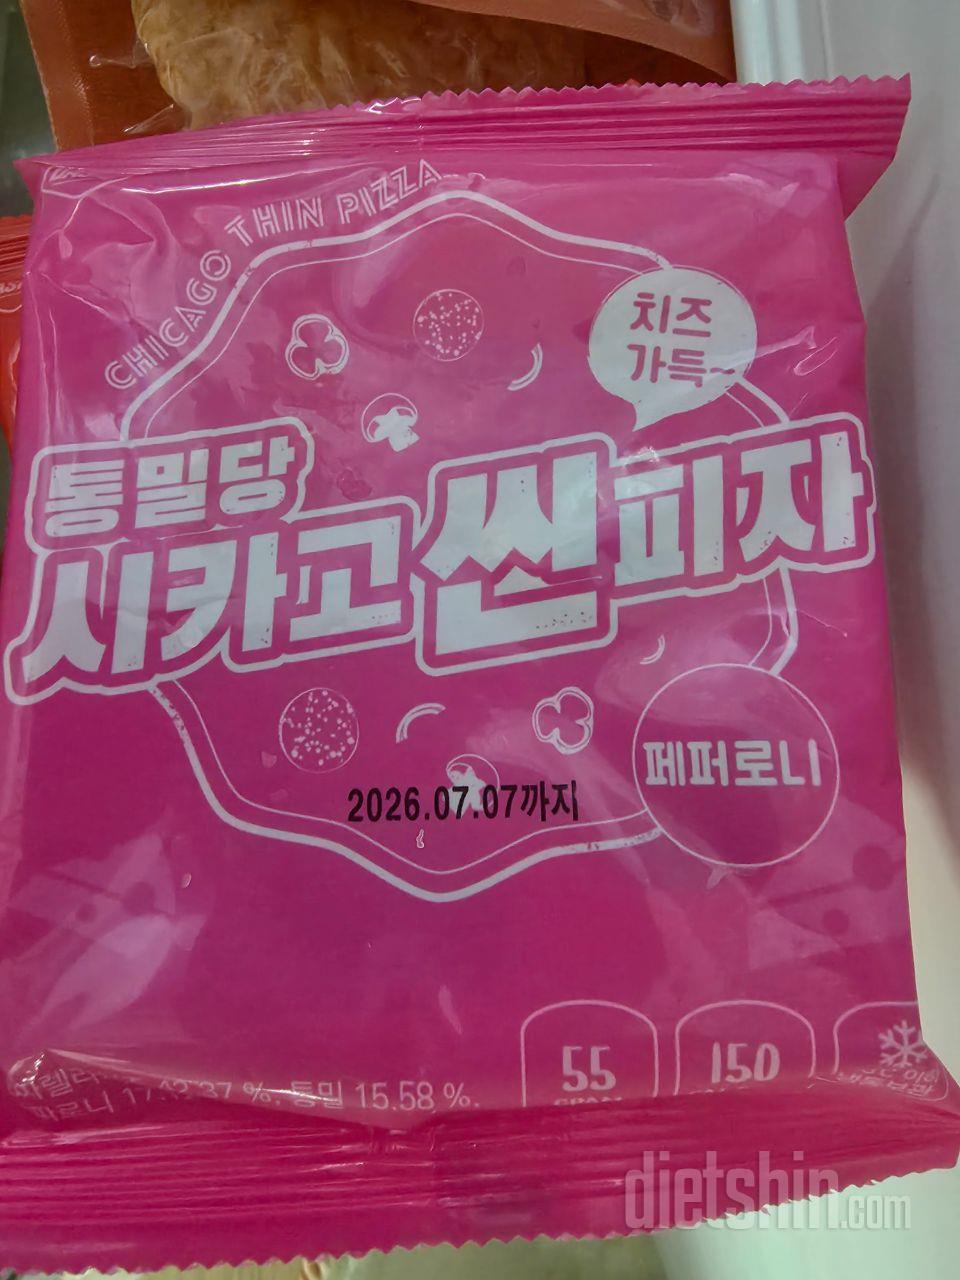 CHICAGO THIN PIZZA
치즈
가득~
통밀당
시카고 씬 피자
페퍼로니
2026.07.07까지
55
150
통밀 15.58 %,
dietshin.com